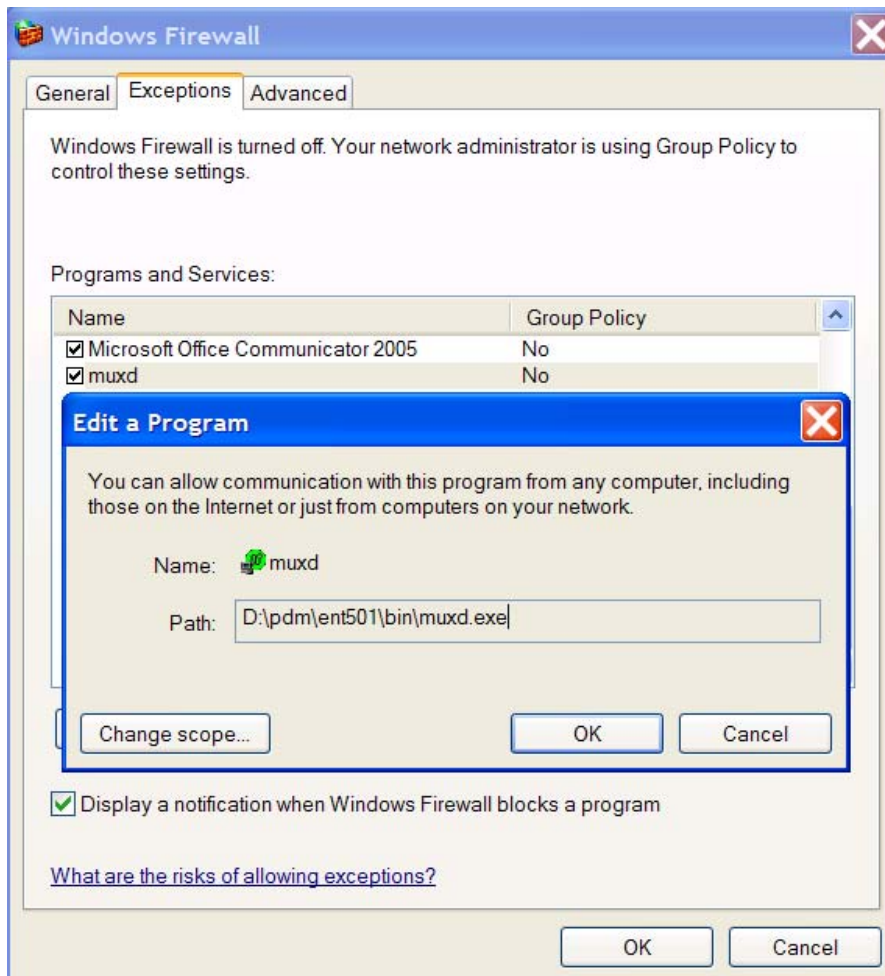 Windows Firewall
General Exceptions Advanced
Windows Firewall is turned off. Your network administrator is using Group Policy to
control these settings.
Programs and Services:
Name Group Policy
Microsoft Office Communicator 2005 No
muxd No
Edit a Program
You can allow communication with this program from any computer, including
those on the Internet or just from computers on your network.
Name: muxd
Path: D:\pdm\ent501\bin\muxd.exe
Change scope... OK Cancel
Display a notification when Windows Firewall blocks a program
What are the risks of allowing exceptions?
OK Cancel